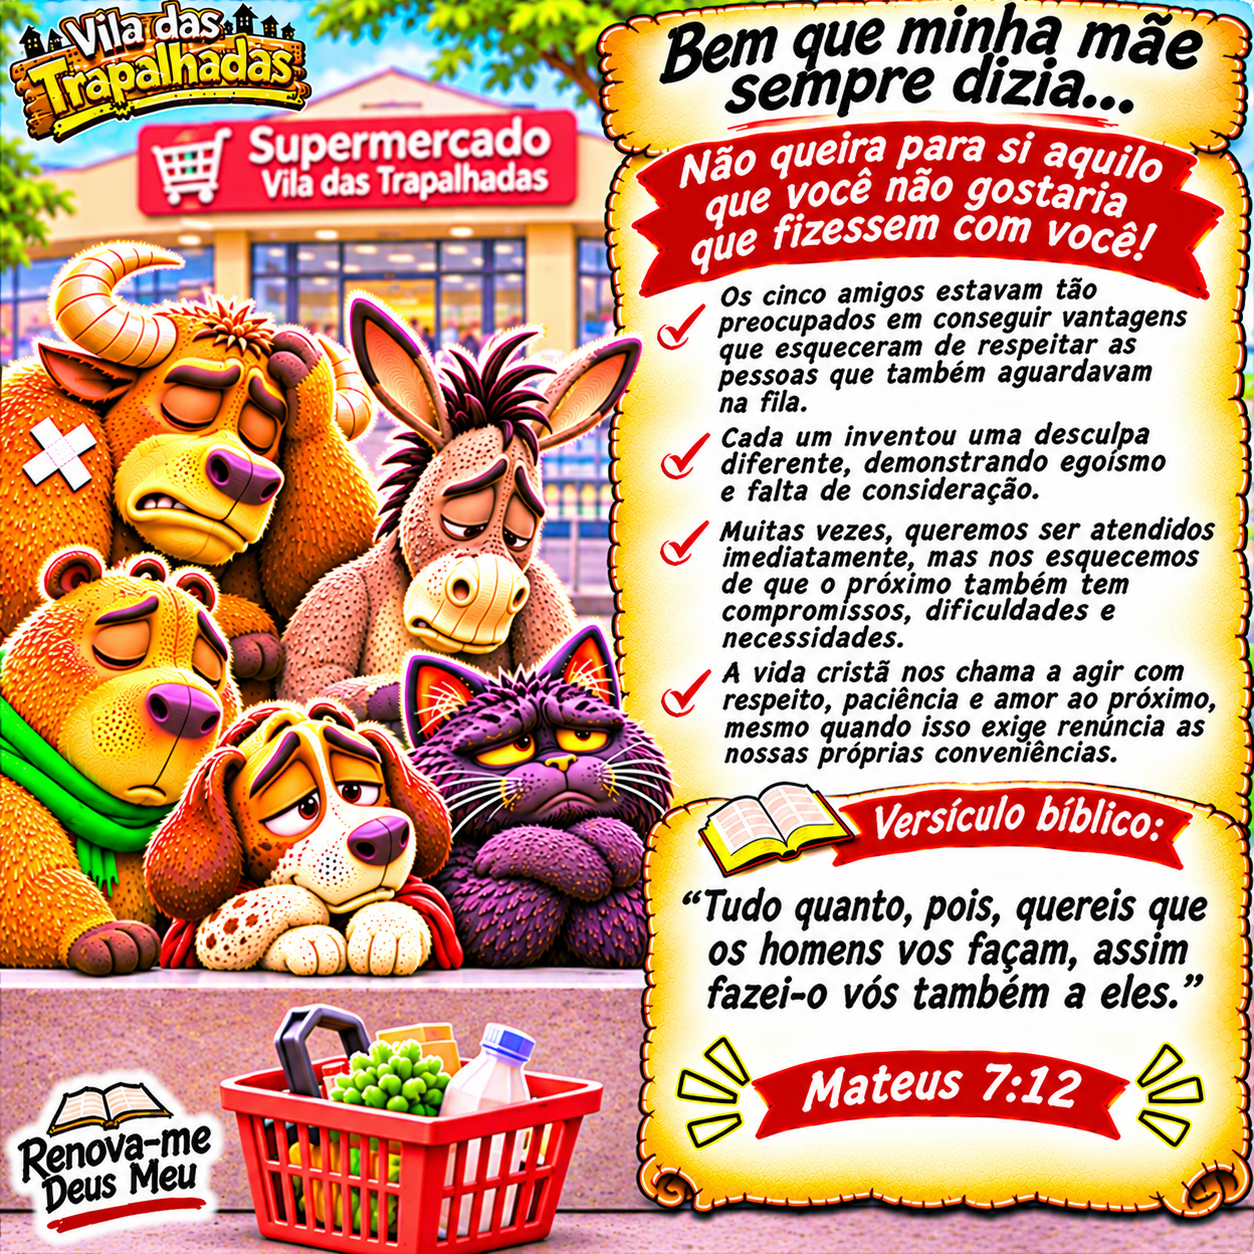 Vila das
Trapalhadas
Supermercado
Vila das Trapalhadas
Bem que minha mãe
sempre dizia...
Não queira para si aquilo
que você não gostaria
que fizessem com você!
Os cinco amigos estavam tão
preocupados em conseguir vantagens
que esqueceram de respeitar as
pessoas que também aguardavam
na fila.
Cada um inventou uma desculpa
diferente, demonstrando egoísmo
e falta de consideração.
Muitas vezes, queremos ser atendidos
imediatamente, mas nos esquecemos
de que o próximo também tem
compromissos, dificuldades e
necessidades.
A vida cristã nos chama a agir com
respeito, paciência e amor ao próximo,
mesmo quando isso exige renúncia as
nossas próprias conveniências.
Versículo bíblico:
“Tudo quanto, pois, quereis que
os homens vos façam, assim
fazei-o vós também a eles.”
Mateus 7:12
Renova-me
Deus Meu